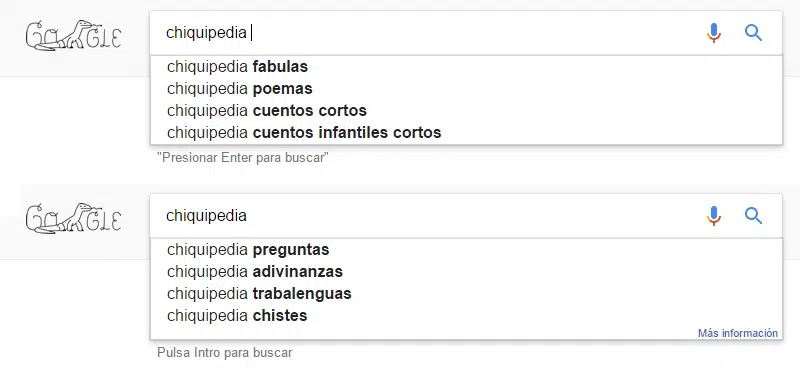 Google
chiquipedia
chiquipedia fabulas
chiquipedia poemas
chiquipedia cuentos cortos
chiquipedia cuentos infantiles cortos
"Presionar Enter para buscar"
Google
chiquipedia
chiquipedia preguntas
chiquipedia adivinanzas
chiquipedia trabalenguas
chiquipedia chistes
Más información
Pulsa Intro para buscar